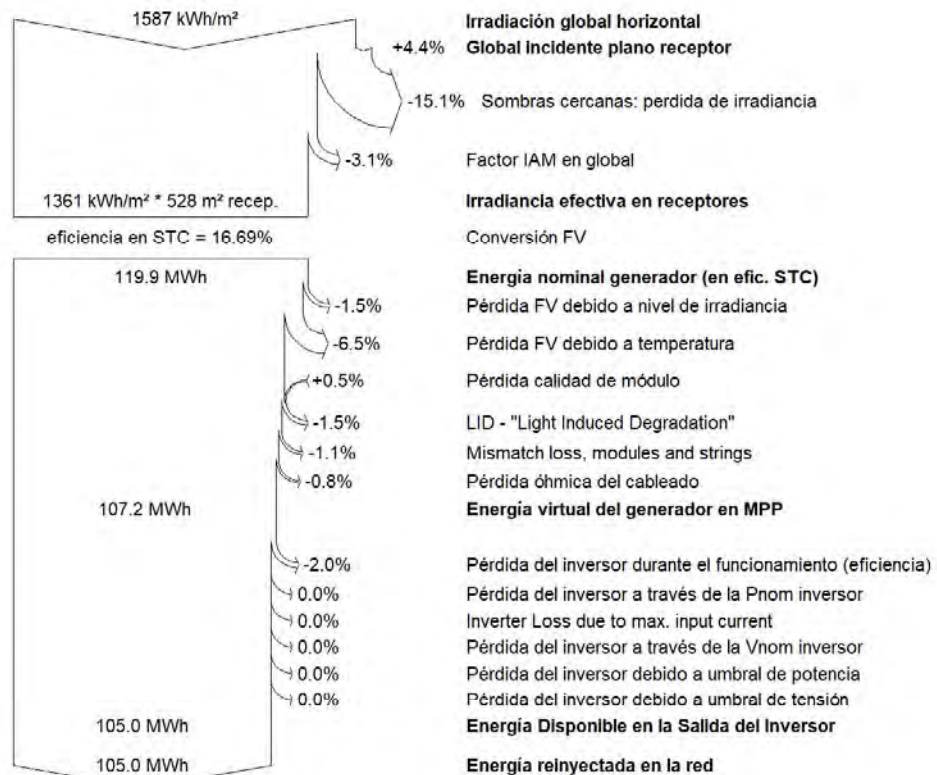 1587 kWh/m² Irradiación global horizontal
+4.4% Global incidente plano receptor
-15.1% Sombras cercanas: perdida de irradiancia
-3.1% Factor IAM en global
1361 kWh/m² * 528 m² recep. Irradiancia efectiva en receptores
eficiencia en STC = 16.69% Conversión FV
119.9 MWh Energía nominal generador (en efic. STC)
-1.5% Pérdida FV debido a nivel de irradiancia
-6.5% Pérdida FV debido a temperatura
+0.5% Pérdida calidad de módulo
-1.5% LID - "Light Induced Degradation"
-1.1% Mismatch loss, modules and strings
-0.8% Pérdida óhmica del cableado
107.2 MWh Energía virtual del generador en MPP
-2.0% Pérdida del inversor durante el funcionamiento (eficiencia)
0.0% Pérdida del inversor a través de la Pnom inversor
0.0% Inverter Loss due to max. input current
0.0% Pérdida del inversor a través de la Vnom inversor
0.0% Pérdida del inversor debido a umbral de potencia
0.0% Pérdida del inversor debido a umbral de tensión
105.0 MWh Energía Disponible en la Salida del Inversor
105.0 MWh Energía reinyectada en la red